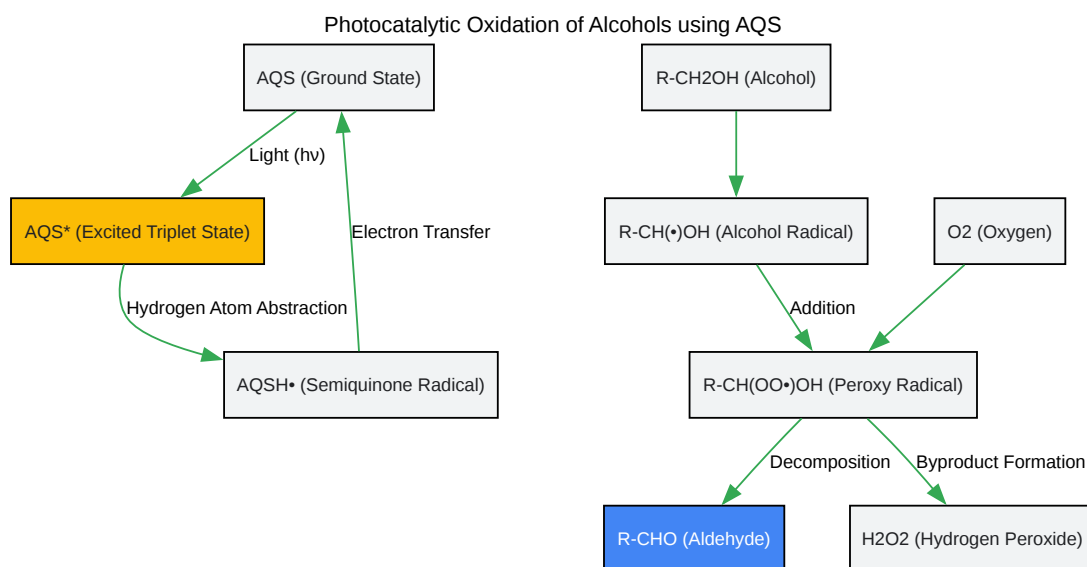 Photocatalytic Oxidation of Alcohols using AQS
AQS (Ground State)
R-CH2OH (Alcohol)
Light (hν)
AQS* (Excited Triplet State)
Electron Transfer
R-CH(•)OH (Alcohol Radical)
O2 (Oxygen)
Hydrogen Atom Abstraction
Addition
AQSH• (Semiquinone Radical)
R-CH(OO•)OH (Peroxy Radical)
Decomposition
Byproduct Formation
R-CHO (Aldehyde)
H2O2 (Hydrogen Peroxide)